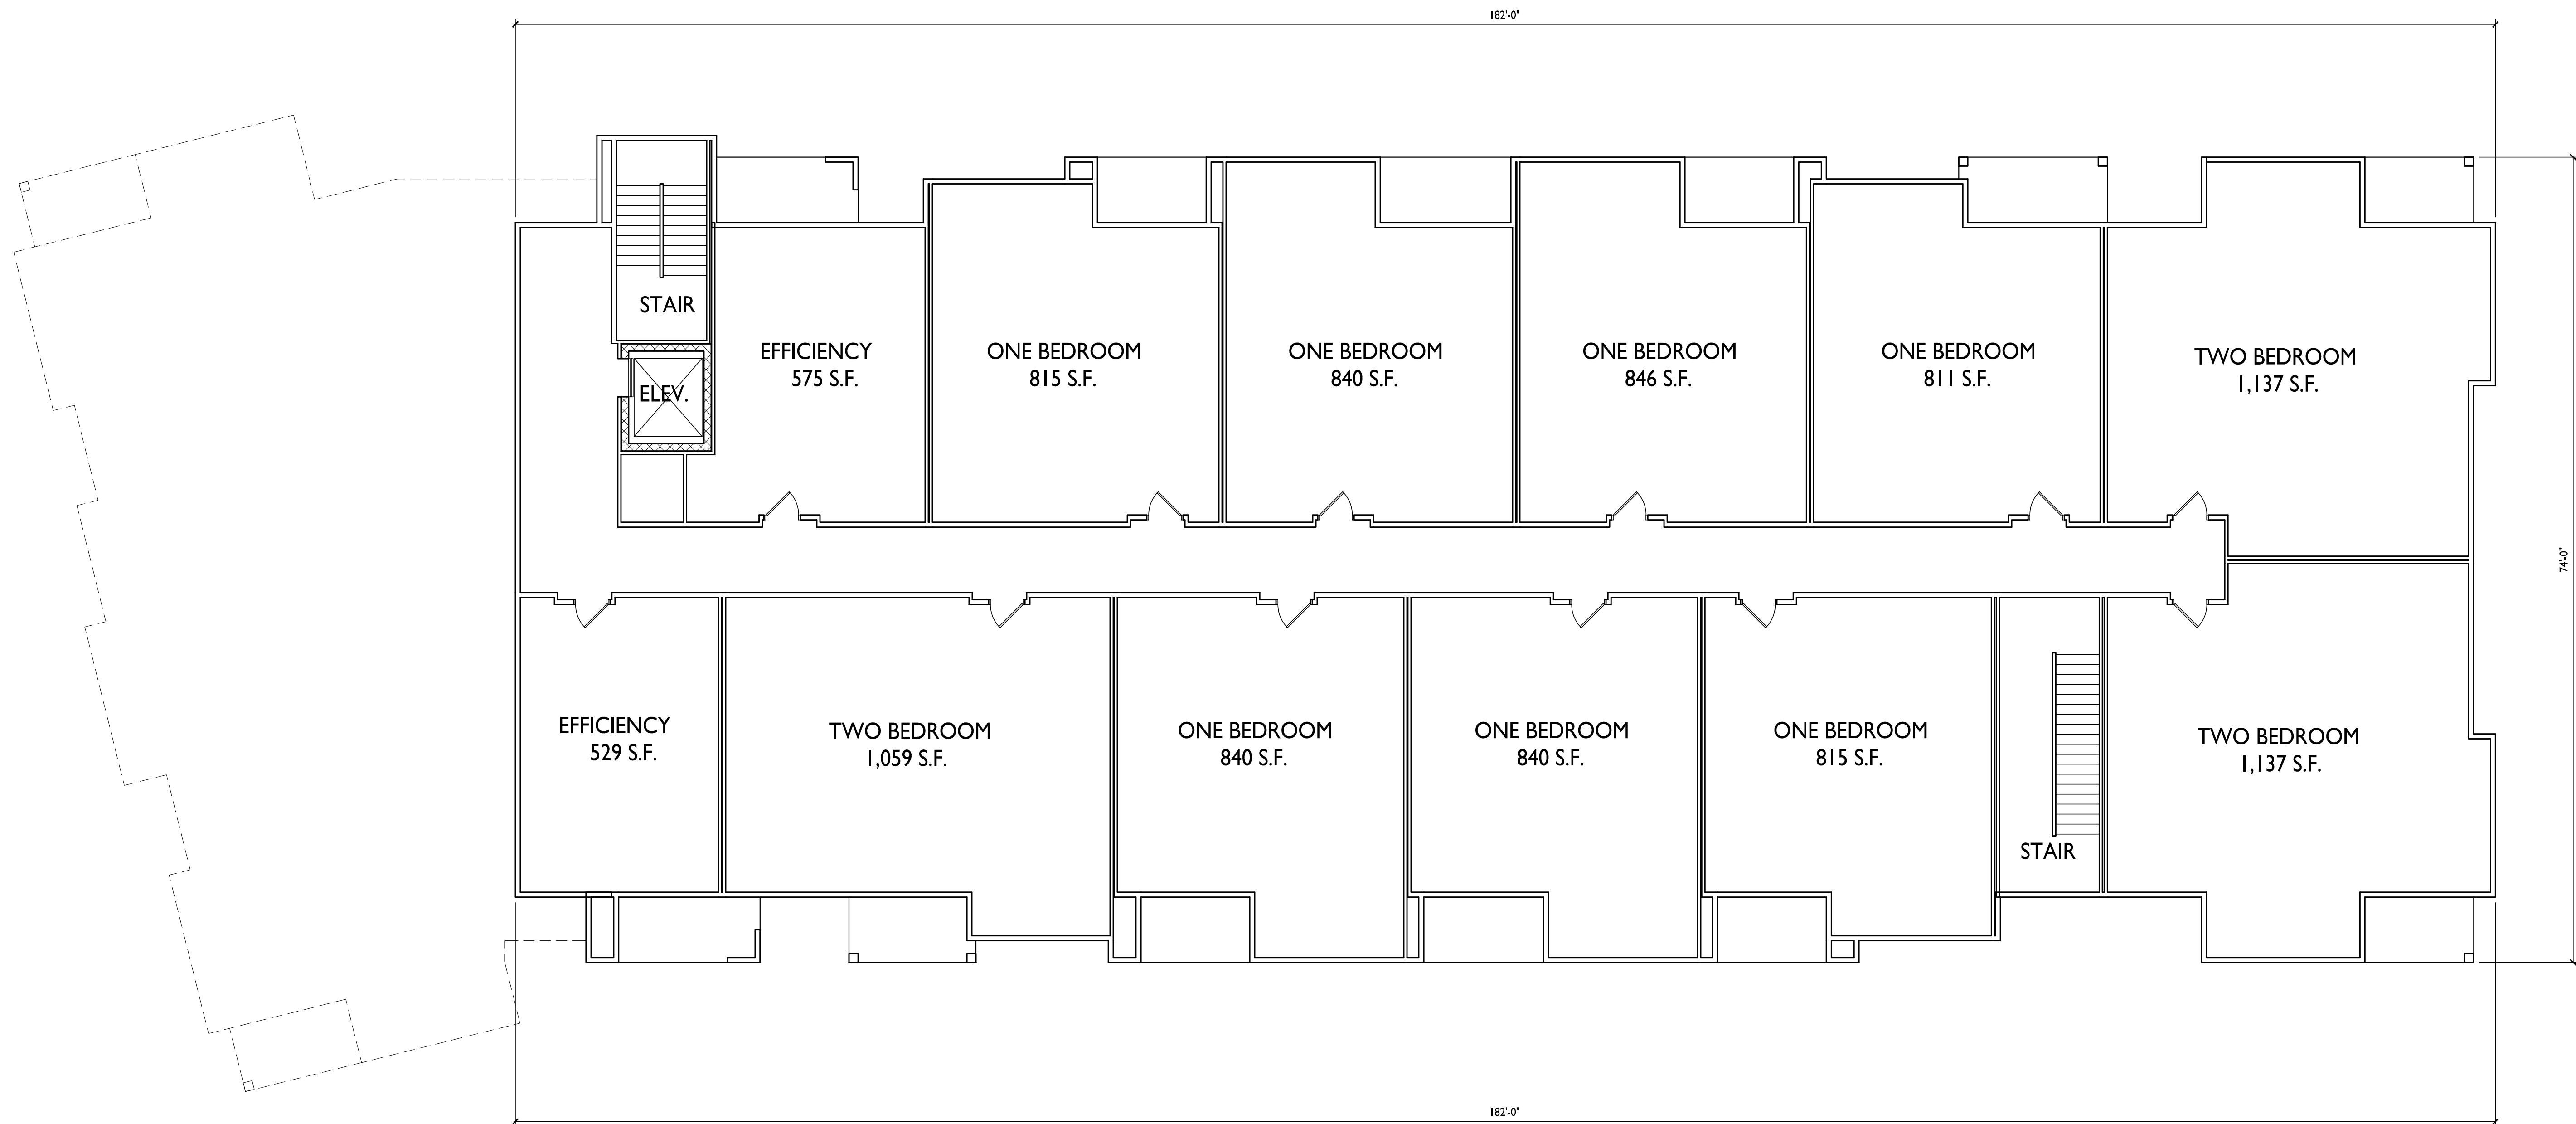 182'-0"
STAIR
ELEV.
EFFICIENCY
575 S.F.
ONE BEDROOM
815 S.F.
ONE BEDROOM
840 S.F.
ONE BEDROOM
846 S.F.
ONE BEDROOM
811 S.F.
TWO BEDROOM
1,137 S.F.
74'-0"
EFFICIENCY
529 S.F.
TWO BEDROOM
1,059 S.F.
ONE BEDROOM
840 S.F.
ONE BEDROOM
840 S.F.
ONE BEDROOM
815 S.F.
STAIR
TWO BEDROOM
1,137 S.F.
182'-0"